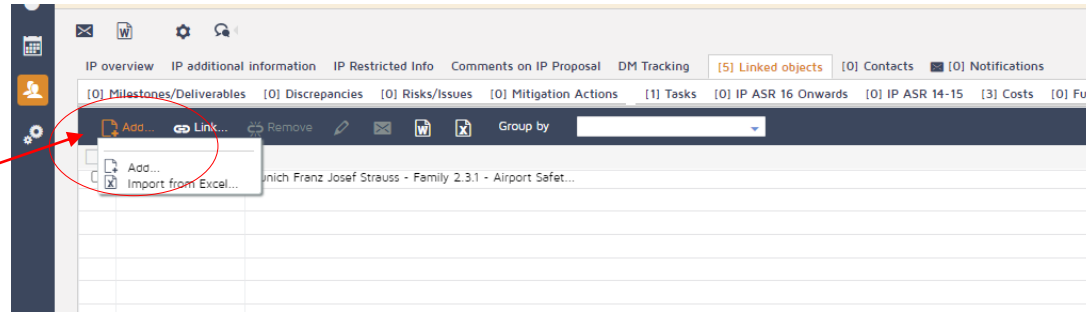 IP overview IP additional information IP Restricted Info Comments on IP Proposal DM Tracking [5] Linked objects [0] Contacts [0] Notifications
[0] Milestones/Deliverables [0] Discrepancies [0] Risks/Issues [0] Mitigation Actions [1] Tasks [0] IP ASR 16 Onwards [0] IP ASR 14-15 [3] Costs [0] Fu
Add... Link... Remove Group by
Add...
unich Franz Josef Strauss - Family 2.3.1 - Airport Safet...
Import from Excel...